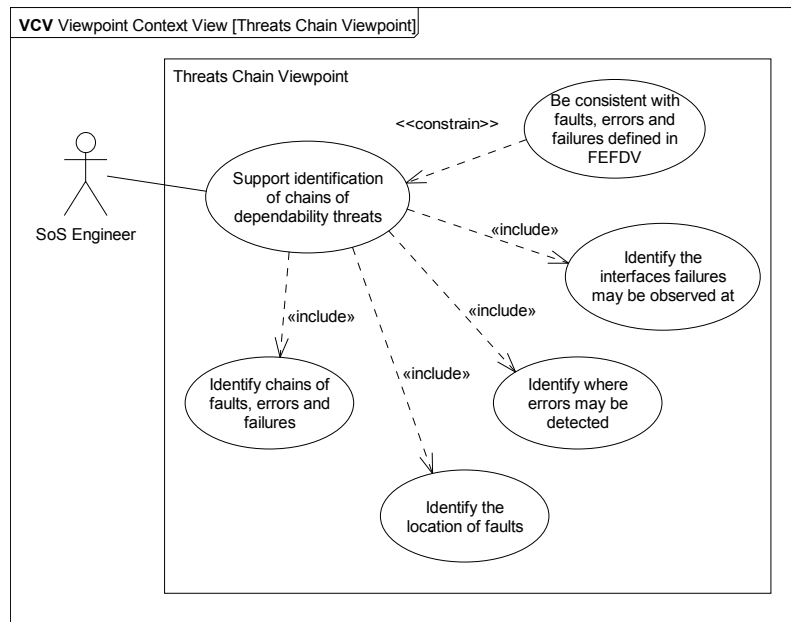 VCV Viewpoint Context View [Threats Chain Viewpoint]
Threats Chain Viewpoint
Be consistent with
faults, errors and
failures defined in
FEFDV
<<constrain>>
Support identification
of chains of
dependability threats
SoS Engineer
«include»
Identify the
interfaces failures
may be observed at
«include»
«include»
«include»
Identify chains of
faults, errors and
failures
Identify where
errors may be
detected
Identify the
location of faults